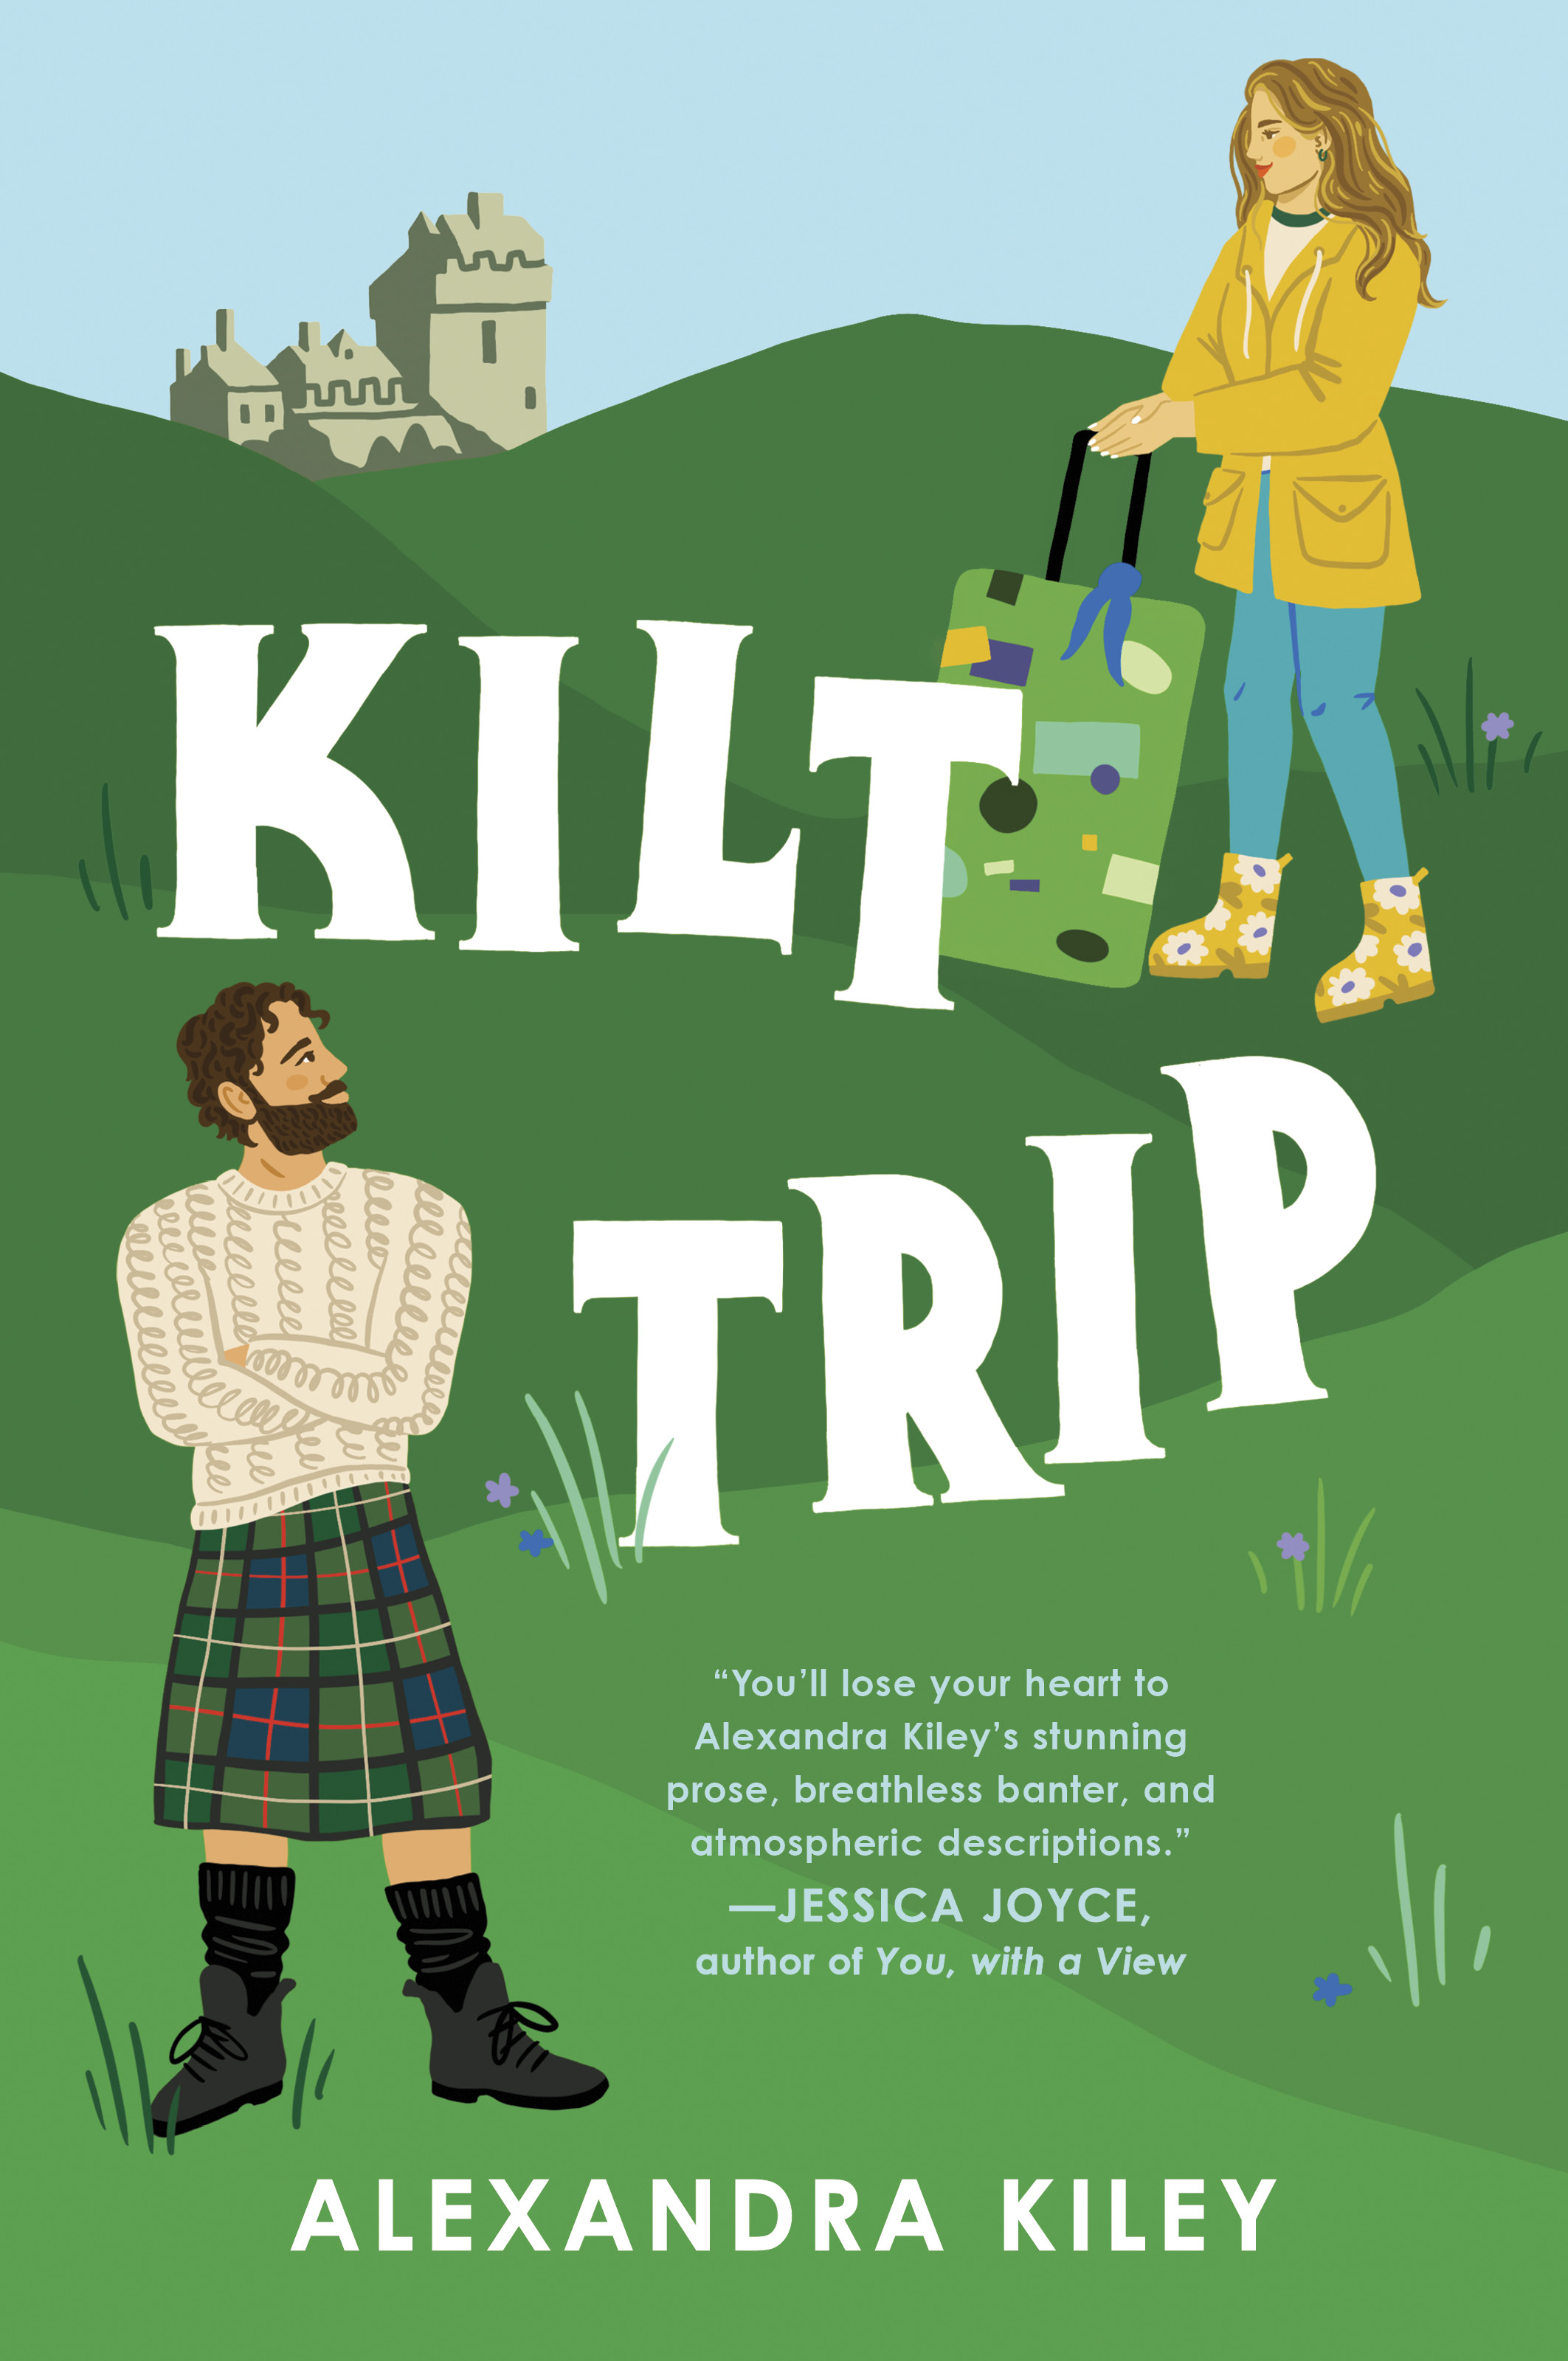 KILT
TRIP
“You’ll lose your heart to
Alexandra Kiley’s stunning
prose, breathless banter, and
atmospheric descriptions.”
—JESSICA JOYCE,
author of You, with a View
ALEXANDRA KILEY